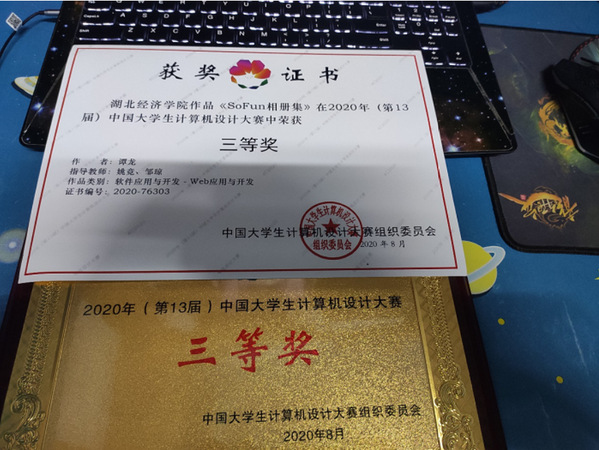 获奖证书
湖北经济学院作品《SoFun相册集》在2020年（第13
届）中国大学生计算机设计大赛中荣获
三等奖
作 者：谭龙
指导教师：姚竞，邹琼
作品类别：软件应用与开发-Web应用与开发
证书编号：2020-76303
中国大学生计算机设计大赛组织委员会
组织委员会
2020年8月
2020年（第13届）中国大学生计算机设计大赛
三等奖
中国大学生计算机设计大赛组织委员会
2020年8月